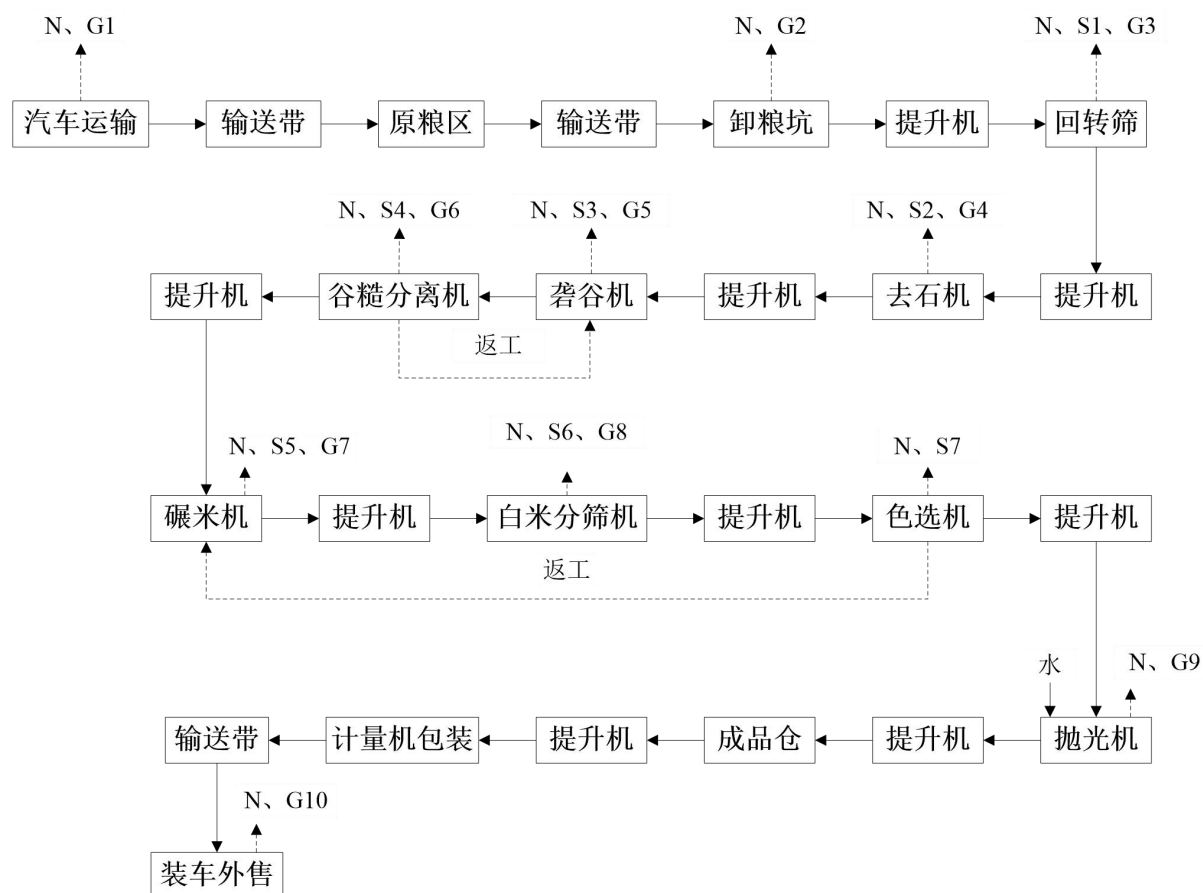 N、G1
N、G2
N、S1、G3
汽车运输
输送带
原粮区
输送带
卸粮坑
提升机
回转筛
N、S4、G6
N、S3、G5
N、S2、G4
提升机
谷糙分离机
砻谷机
提升机
去石机
提升机
返工
N、S5、G7
N、S6、G8
N、S7
碾米机
提升机
白米分筛机
提升机
色选机
提升机
返工
水
N、G9
输送带
计量机包装
提升机
成品仓
提升机
抛光机
N、G10
装车外售